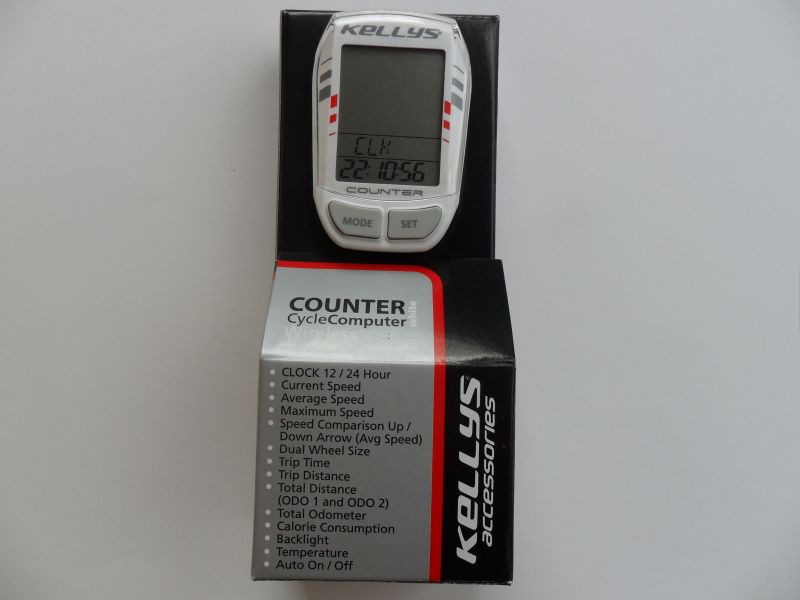 KELLYS
CLK
22:10:56
COUNTER
MODE SET
COUNTER
CycleComputer
Wireless
white
CLOCK 12 / 24 Hour
Current Speed
Average Speed
Maximum Speed
Speed Comparison Up /
Down Arrow (Avg Speed)
Dual Wheel Size
Trip Time
Trip Distance
Total Distance
(ODO 1 and ODO 2)
Total Odometer
Calorie Consumption
Backlight
Temperature
Auto On / Off
KELLYS
accessories